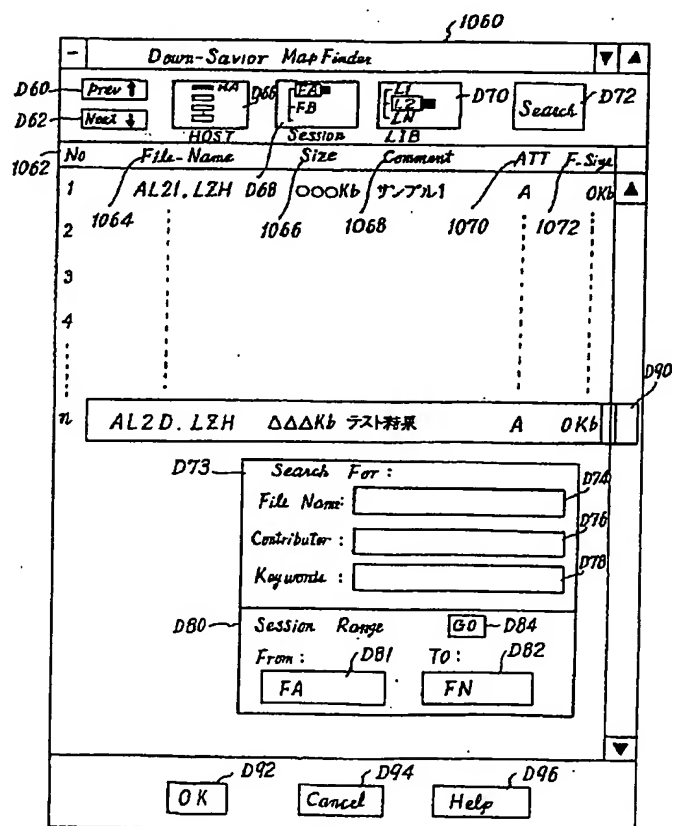 1060
- Down-Savior Map Finder ▼ ▲
D60 Prev ↑ HA D66 FA L1 D70 Search D72
D62 Next ↓ FB L2
HOST Session LN LIB
1062 No File-Name Size Comment ATT F-Size
1 AL21.LZH D68 ○○○Kb サンプル1 A 0Kb ▲
2 1064 1066 1068 1070 1072
3
4
D90
n AL2D.LZH △△△Kb テスト結果 A 0Kb
D73 Search For :
File Name: D74
Contributor : D76
Keywords : D78
D80 Session Range GO D84
From : D81 To : D82
FA FN
▼
D92 D94 D96
OK Cancel Help